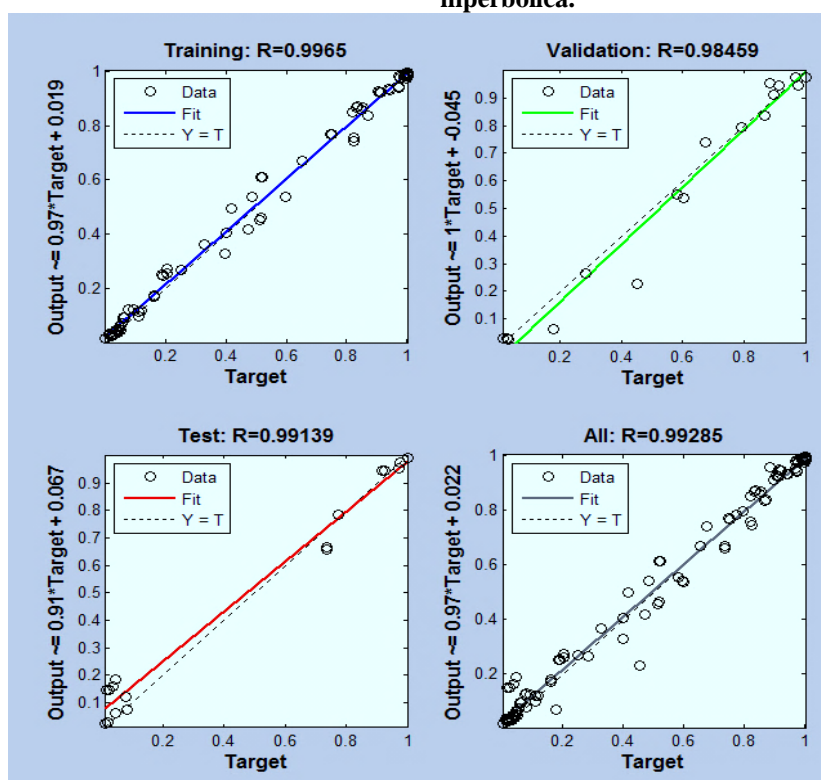 hiperbólica.
Training: R=0.9965
Output ~= 0.97*Target + 0.019
1
0.8
0.6
0.4
0.2
Data
Fit
Y = T
0.2 0.4 0.6 0.8 1
Target
Validation: R=0.98459
Output ~= 1*Target + -0.045
0.9
0.8
0.7
0.6
0.5
0.4
0.3
0.2
0.1
Data
Fit
Y = T
0.2 0.4 0.6 0.8 1
Target
Test: R=0.99139
Output ~= 0.91*Target + 0.067
0.9
0.8
0.7
0.6
0.5
0.4
0.3
0.2
0.1
Data
Fit
Y = T
0.2 0.4 0.6 0.8 1
Target
All: R=0.99285
Output ~= 0.97*Target + 0.022
1
0.8
0.6
0.4
0.2
Data
Fit
Y = T
0.2 0.4 0.6 0.8 1
Target